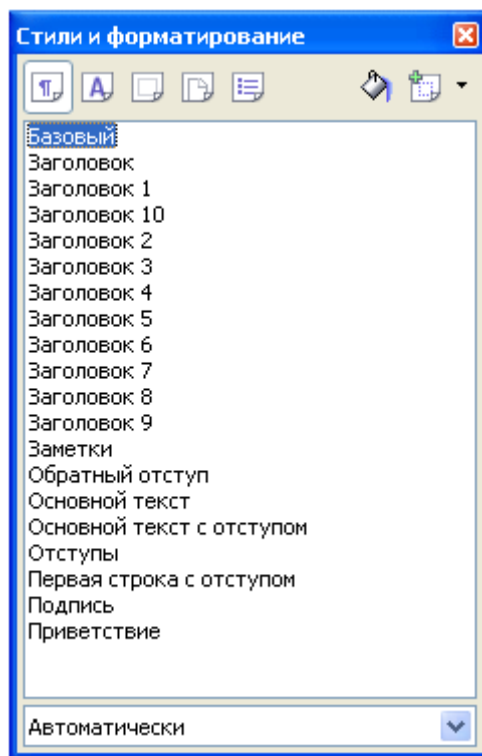 Стили и форматирование
Базовый
Заголовок
Заголовок 1
Заголовок 10
Заголовок 2
Заголовок 3
Заголовок 4
Заголовок 5
Заголовок 6
Заголовок 7
Заголовок 8
Заголовок 9
Заметки
Обратный отступ
Основной текст
Основной текст с отступом
Отступы
Первая строка с отступом
Подпись
Приветствие
Автоматически